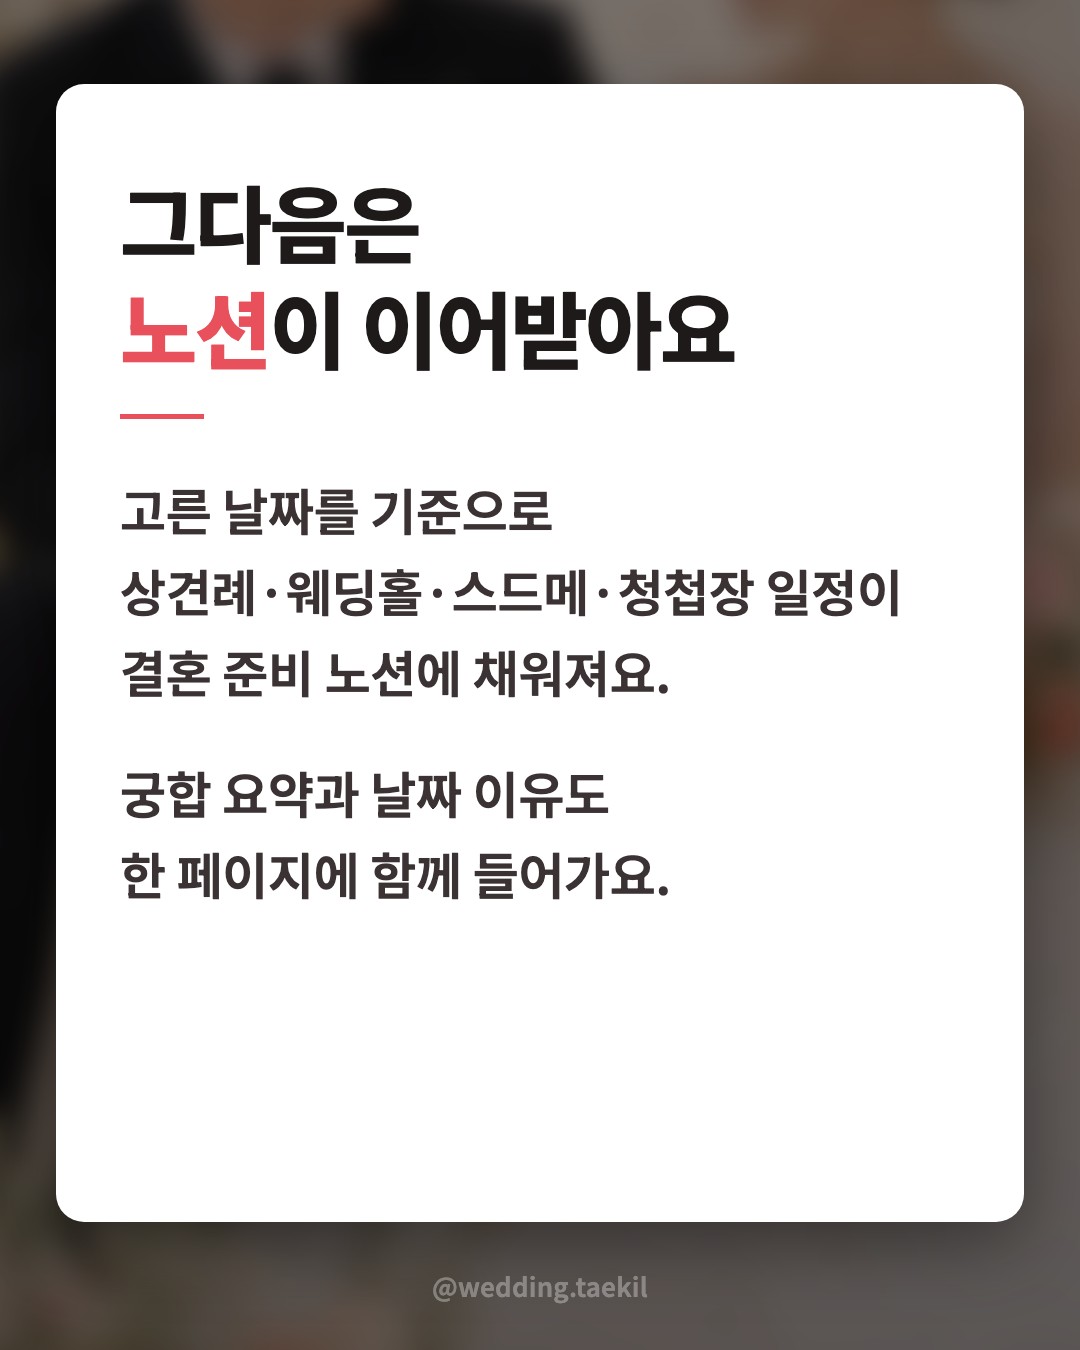 그다음은
노션이 이어받아요
고른 날짜를 기준으로
상견례·웨딩홀·스드메·청첩장 일정이
결혼 준비 노션에 채워져요.
궁합 요약과 날짜 이유도
한 페이지에 함께 들어가요.
@wedding.taekil